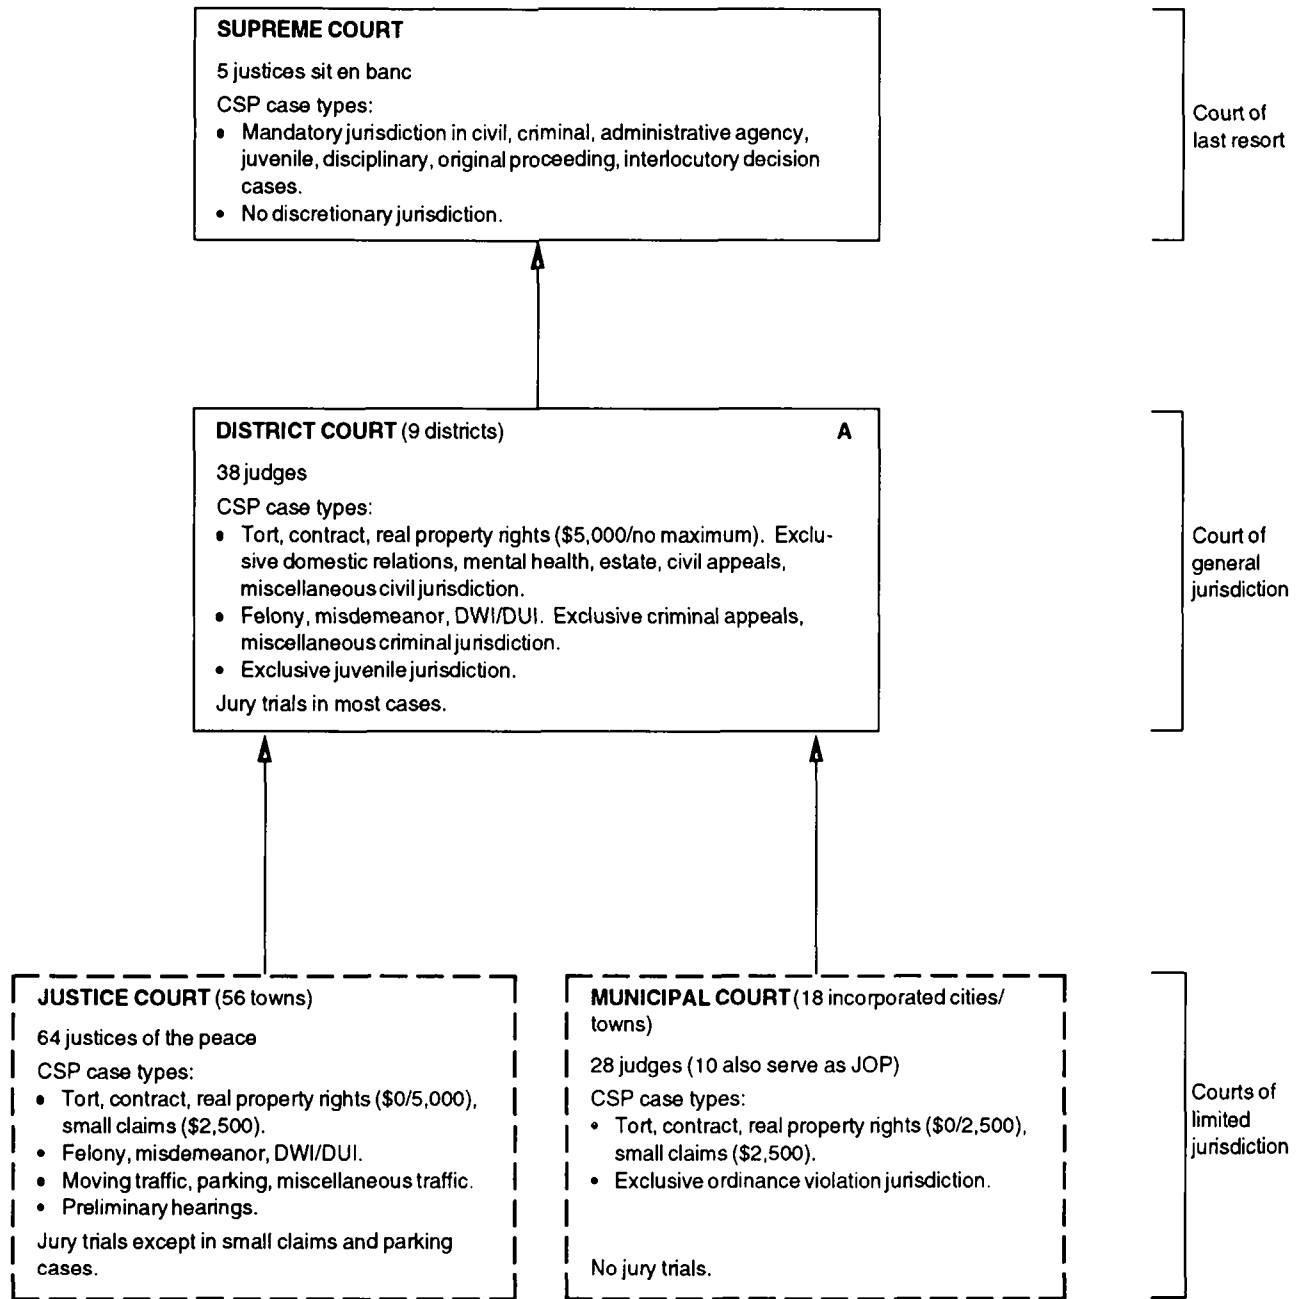 SUPREME COURT
5 justices sit en banc
CSP case types:
• Mandatory jurisdiction in civil, criminal, administrative agency,
juvenile, disciplinary, original proceeding, interlocutory decision
cases.
• No discretionary jurisdiction.
Court of
last resort
DISTRICT COURT (9 districts) A
38 judges
CSP case types:
• Tort, contract, real property rights ($5,000/no maximum). Exclu-
sive domestic relations, mental health, estate, civil appeals,
miscellaneous civil jurisdiction.
• Felony, misdemeanor, DWI/DUI. Exclusive criminal appeals,
miscellaneous criminal jurisdiction.
• Exclusive juvenile jurisdiction.
Jury trials in most cases.
Court of
general
jurisdiction
JUSTICE COURT (56 towns)
64 justices of the peace
CSP case types:
• Tort, contract, real property rights ($0/5,000),
small claims ($2,500).
• Felony, misdemeanor, DWI/DUI.
• Moving traffic, parking, miscellaneous traffic.
• Preliminary hearings.
Jury trials except in small claims and parking
cases.
MUNICIPAL COURT (18 incorporated cities/
towns)
28 judges (10 also serve as JOP)
CSP case types:
• Tort, contract, real property rights ($0/2,500),
small claims ($2,500).
• Exclusive ordinance violation jurisdiction.
No jury trials.
Courts of
limited
jurisdiction